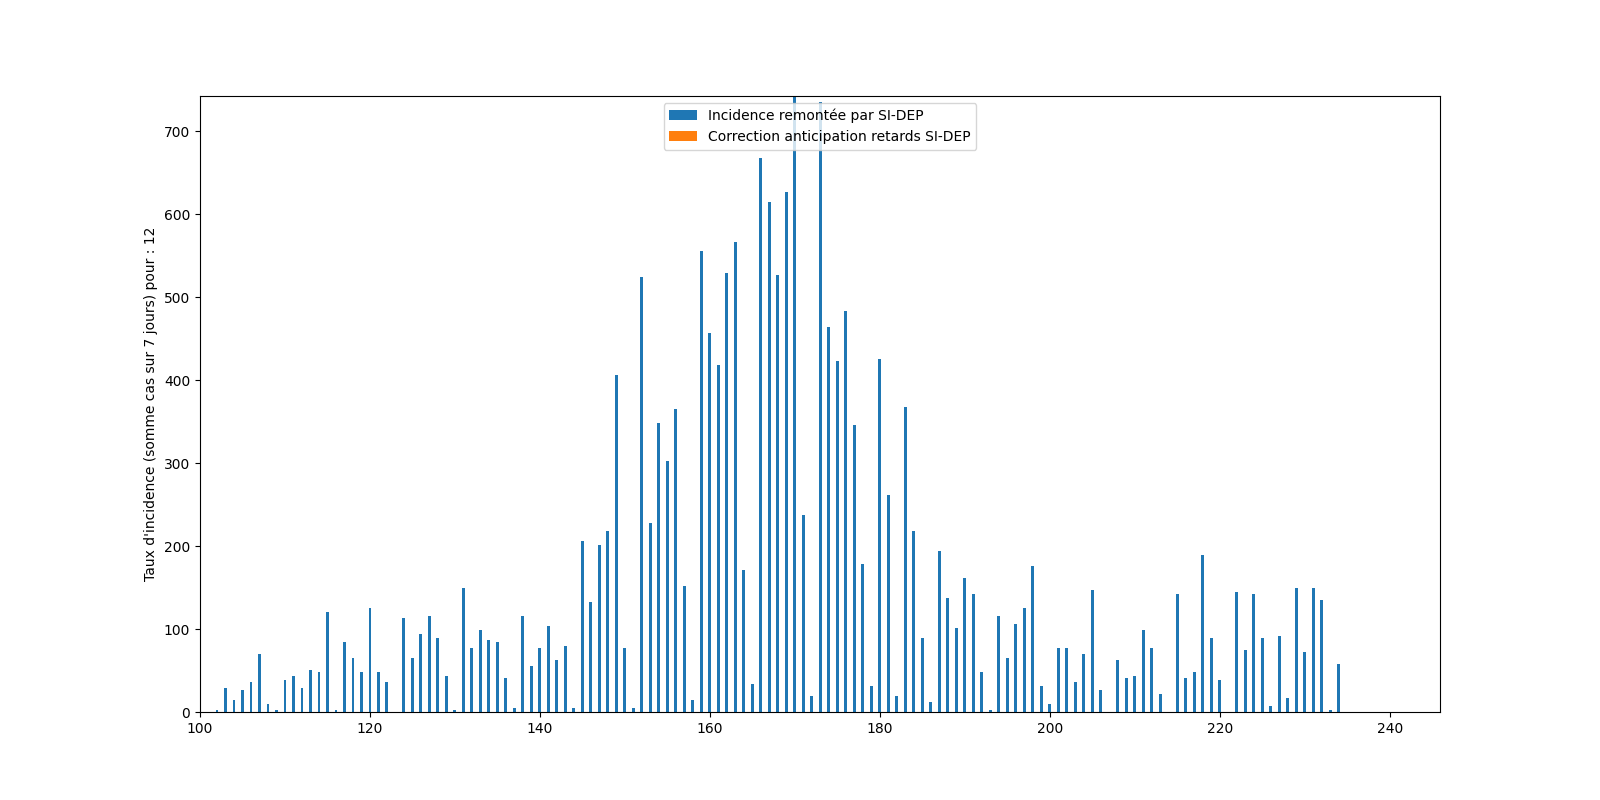 Incidence remontée par SI-DEP
Correction anticipation retards SI-DEP
Taux d'incidence (somme cas sur 7 jours) pour : 12
700
600
500
400
300
200
100
0
100 120 140 160 180 200 220 240